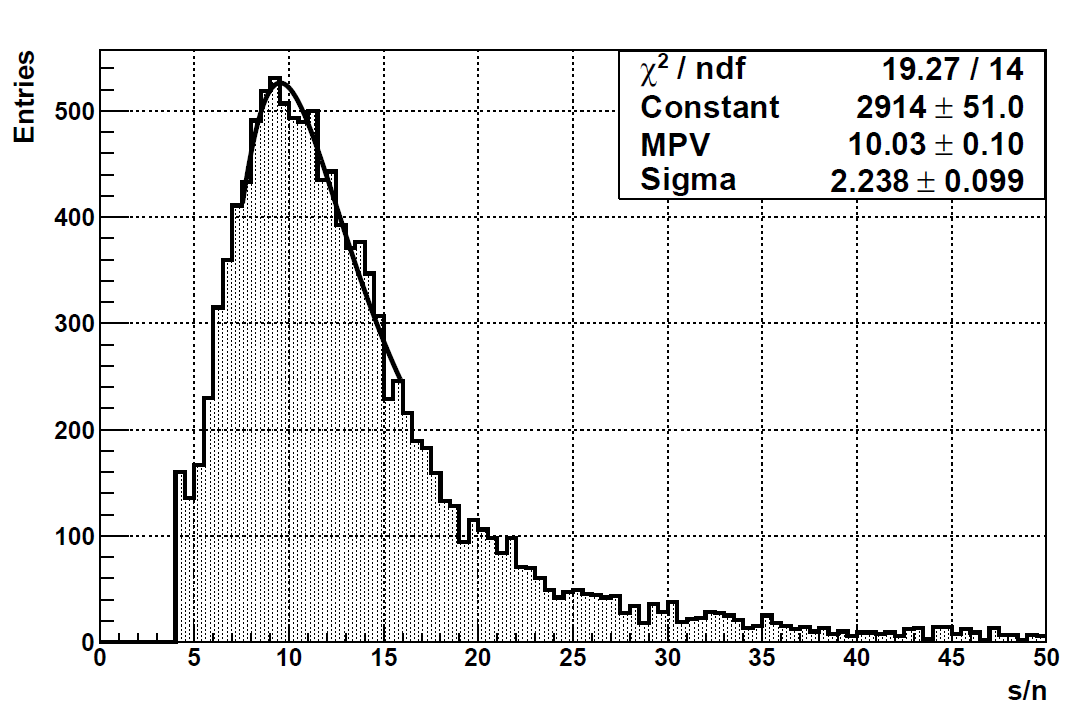 Entries
χ² / ndf 19.27 / 14
Constant 2914 ± 51.0
MPV 10.03 ± 0.10
Sigma 2.238 ± 0.099
500
400
300
200
100
0
0 5 10 15 20 25 30 35 40 45 50
s/n